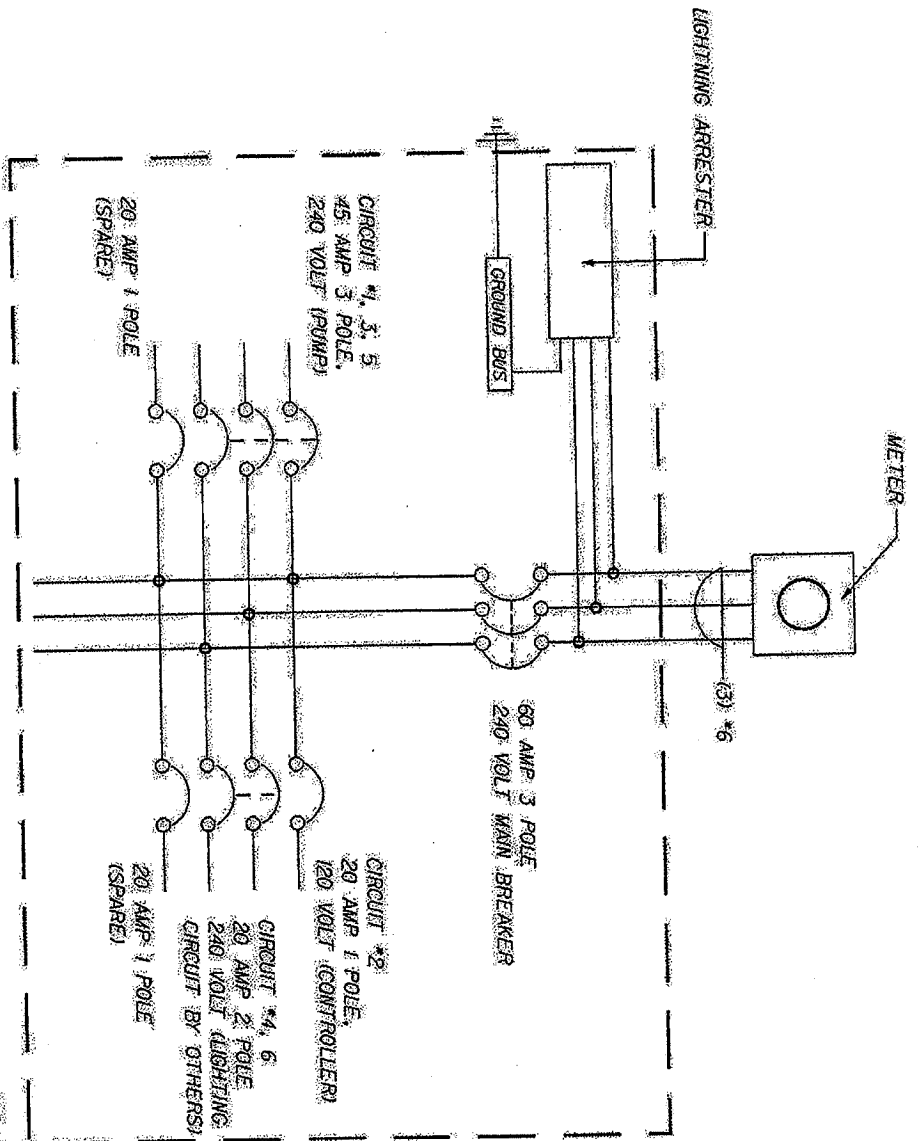 METER
LIGHTNING ARRESTER
(3) #6
GROUND BUS
60 AMP 3 POLE
240 VOLT MAIN BREAKER
CIRCUIT #1, 3, 5
45 AMP 3 POLE,
240 VOLT (PUMP)
20 AMP 1 POLE
(SPARE)
CIRCUIT #2
20 AMP 1 POLE,
120 VOLT (CONTROLLER)
CIRCUIT #4, 6
20 AMP 2 POLE
240 VOLT (LIGHTING
CIRCUIT BY OTHERS)
20 AMP 1 POLE
(SPARE)